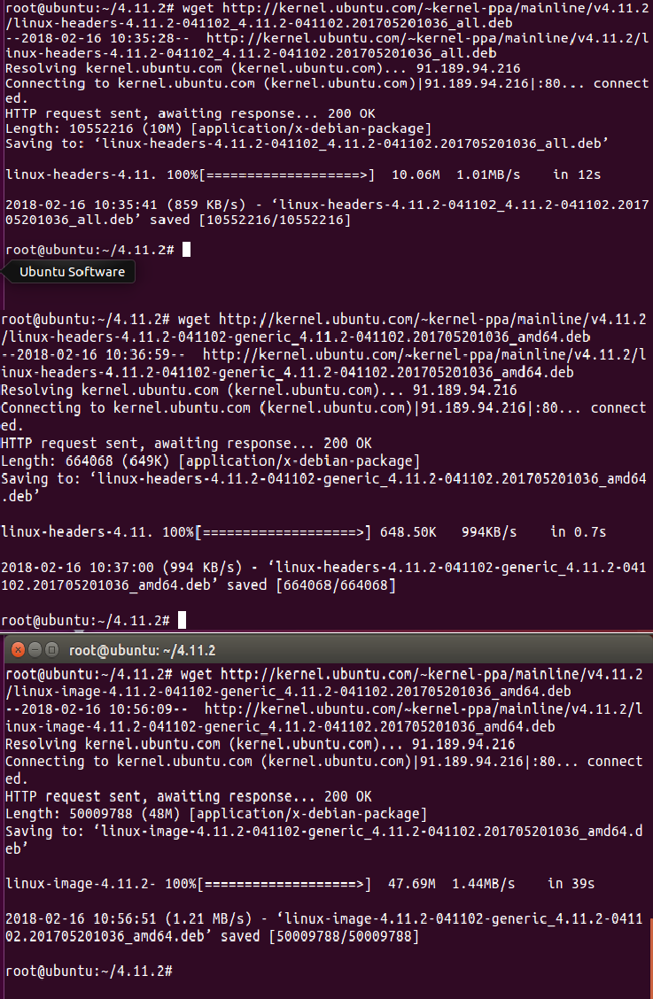 root@ubuntu:~/4.11.2# wget http://kernel.ubuntu.com/~kernel-ppa/mainline/v4.11.2
/linux-headers-4.11.2-041102_4.11.2-041102.201705201036_all.deb
--2018-02-16 10:35:28--  http://kernel.ubuntu.com/~kernel-ppa/mainline/v4.11.2/l
inux-headers-4.11.2-041102_4.11.2-041102.201705201036_all.deb
Resolving kernel.ubuntu.com (kernel.ubuntu.com)... 91.189.94.216
Connecting to kernel.ubuntu.com (kernel.ubuntu.com)|91.189.94.216|:80... connect
ed.
HTTP request sent, awaiting response... 200 OK
Length: 10552216 (10M) [application/x-debian-package]
Saving to: ‘linux-headers-4.11.2-041102_4.11.2-041102.201705201036_all.deb’
linux-headers-4.11. 100%[===================>]  10.06M  1.01MB/s    in 12s
2018-02-16 10:35:41 (859 KB/s) - ‘linux-headers-4.11.2-041102_4.11.2-041102.2017
05201036_all.deb’ saved [10552216/10552216]
root@ubuntu:~/4.11.2#
Ubuntu Software
root@ubuntu:~/4.11.2# wget http://kernel.ubuntu.com/~kernel-ppa/mainline/v4.11.2
/linux-headers-4.11.2-041102-generic_4.11.2-041102.201705201036_amd64.deb
--2018-02-16 10:36:59--  http://kernel.ubuntu.com/~kernel-ppa/mainline/v4.11.2/l
inux-headers-4.11.2-041102-generic_4.11.2-041102.201705201036_amd64.deb
Resolving kernel.ubuntu.com (kernel.ubuntu.com)... 91.189.94.216
Connecting to kernel.ubuntu.com (kernel.ubuntu.com)|91.189.94.216|:80... connect
ed.
HTTP request sent, awaiting response... 200 OK
Length: 664068 (649K) [application/x-debian-package]
Saving to: ‘linux-headers-4.11.2-041102-generic_4.11.2-041102.201705201036_amd64
.deb’
linux-headers-4.11. 100%[===================>] 648.50K   994KB/s    in 0.7s
2018-02-16 10:37:00 (994 KB/s) - ‘linux-headers-4.11.2-041102-generic_4.11.2-041
102.201705201036_amd64.deb’ saved [664068/664068]
root@ubuntu:~/4.11.2#
root@ubuntu: ~/4.11.2
root@ubuntu:~/4.11.2# wget http://kernel.ubuntu.com/~kernel-ppa/mainline/v4.11.2
/linux-image-4.11.2-041102-generic_4.11.2-041102.201705201036_amd64.deb
--2018-02-16 10:56:09--  http://kernel.ubuntu.com/~kernel-ppa/mainline/v4.11.2/l
inux-image-4.11.2-041102-generic_4.11.2-041102.201705201036_amd64.deb
Resolving kernel.ubuntu.com (kernel.ubuntu.com)... 91.189.94.216
Connecting to kernel.ubuntu.com (kernel.ubuntu.com)|91.189.94.216|:80... connect
ed.
HTTP request sent, awaiting response... 200 OK
Length: 50009788 (48M) [application/x-debian-package]
Saving to: ‘linux-image-4.11.2-041102-generic_4.11.2-041102.201705201036_amd64.d
eb’
linux-image-4.11.2- 100%[===================>]  47.69M  1.44MB/s    in 39s
2018-02-16 10:56:51 (1.21 MB/s) - ‘linux-image-4.11.2-041102-generic_4.11.2-0411
02.201705201036_amd64.deb’ saved [50009788/50009788]
root@ubuntu:~/4.11.2#